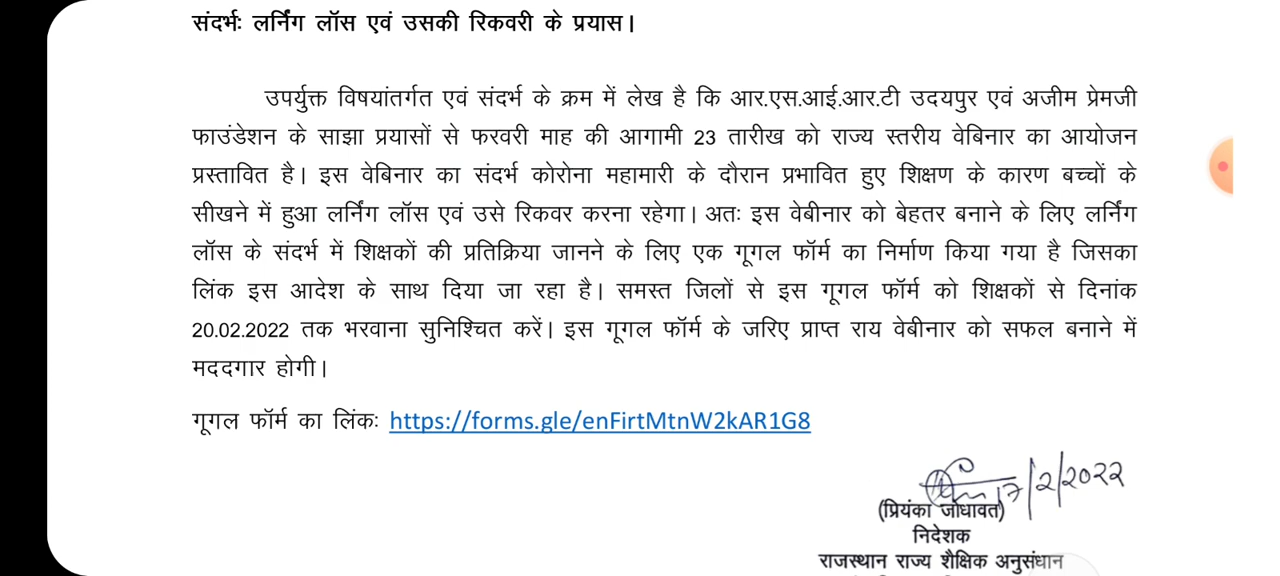 संदर्भः लर्निंग लॉस एवं उसकी रिकवरी के प्रयास।
उपर्युक्त विषयांतर्गत एवं संदर्भ के क्रम में लेख है कि आर.एस.आई.आर.टी उदयपुर एवं अजीम प्रेमजी
फाउंडेशन के साझा प्रयासों से फरवरी माह की आगामी 23 तारीख को राज्य स्तरीय वेबिनार का आयोजन
प्रस्तावित है। इस वेबिनार का संदर्भ कोरोना महामारी के दौरान प्रभावित हुए शिक्षण के कारण बच्चों के
सीखने में हुआ लर्निंग लॉस एवं उसे रिकवर करना रहेगा। अतः इस वेबीनार को बेहतर बनाने के लिए लर्निंग
लॉस के संदर्भ में शिक्षकों की प्रतिक्रिया जानने के लिए एक गूगल फॉर्म का निर्माण किया गया है जिसका
लिंक इस आदेश के साथ दिया जा रहा है। समस्त जिलों से इस गूगल फॉर्म को शिक्षकों से दिनांक
20.02.2022 तक भरवाना सुनिश्चित करें। इस गूगल फॉर्म के जरिए प्राप्त राय वेबीनार को सफल बनाने में
मददगार होगी।
गूगल फॉर्म का लिंकः https://forms.gle/enFirtMtnW2kAR1G8
17/2/2022
(प्रियंका जोधावत)
निदेशक
राजस्थान राज्य शैक्षिक अनुसंधान